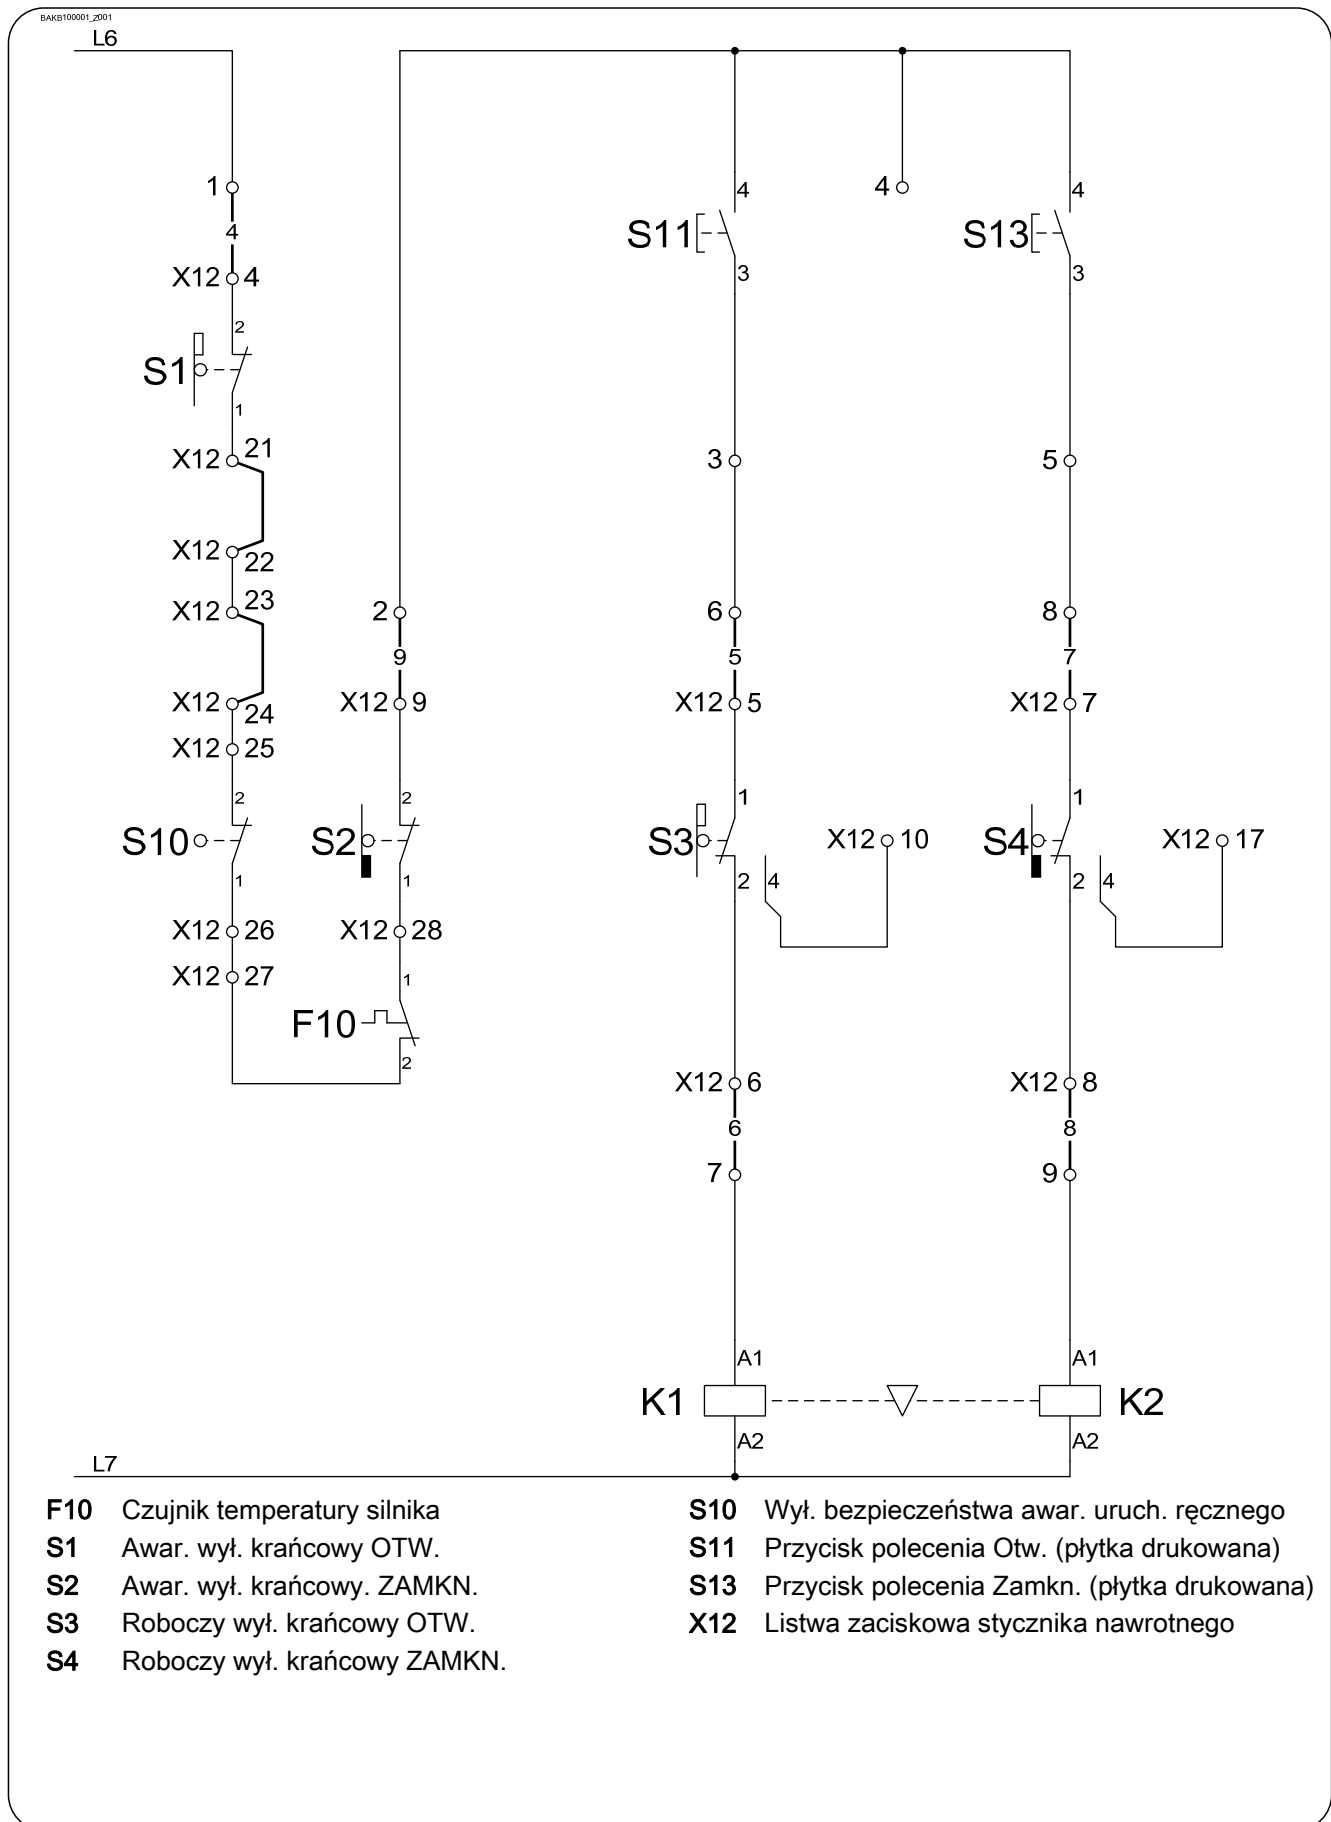 BAKB100001_Z001
L6
1
4
4
4
4
S11
S13
X12 4
3
3
2
S1
1
X12 21
3
5
X12 22
X12 23
2
6
8
9
5
7
X12 24
X12 9
X12 5
X12 7
X12 25
2
2
1
1
S10
S2
S3
X12 10
S4
X12 17
1
1
2
4
2
4
X12 26
X12 28
X12 27
1
F10
2
X12 6
X12 8
6
8
7
9
A1
A1
K1
K2
A2
A2
L7
F10 Czujnik temperatury silnika
S1 Awar. wył. krańcowy OTW.
S2 Awar. wył. krańcowy. ZAMKN.
S3 Roboczy wył. krańcowy OTW.
S4 Roboczy wył. krańcowy ZAMKN.
S10 Wył. bezpieczeństwa awar. uruch. ręcznego
S11 Przycisk polecenia Otw. (płytka drukowana)
S13 Przycisk polecenia Zamkn. (płytka drukowana)
X12 Listwa zaciskowa stycznika nawrotnego